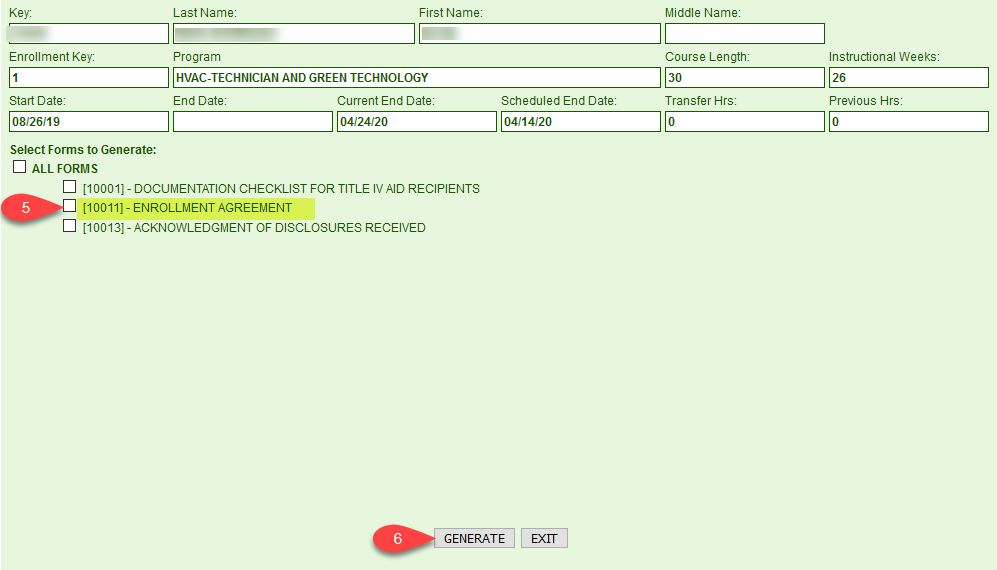 Key: Last Name: First Name: Middle Name:
Enrollment Key: Program Course Length: Instructional Weeks:
1 HVAC-TECHNICIAN AND GREEN TECHNOLOGY 30 26
Start Date: End Date: Current End Date: Scheduled End Date: Transfer Hrs: Previous Hrs:
08/26/19 04/24/20 04/14/20 0 0
Select Forms to Generate:
ALL FORMS
[10001] - DOCUMENTATION CHECKLIST FOR TITLE IV AID RECIPIENTS
5 [10011] - ENROLLMENT AGREEMENT
[10013] - ACKNOWLEDGMENT OF DISCLOSURES RECEIVED
6 GENERATE EXIT